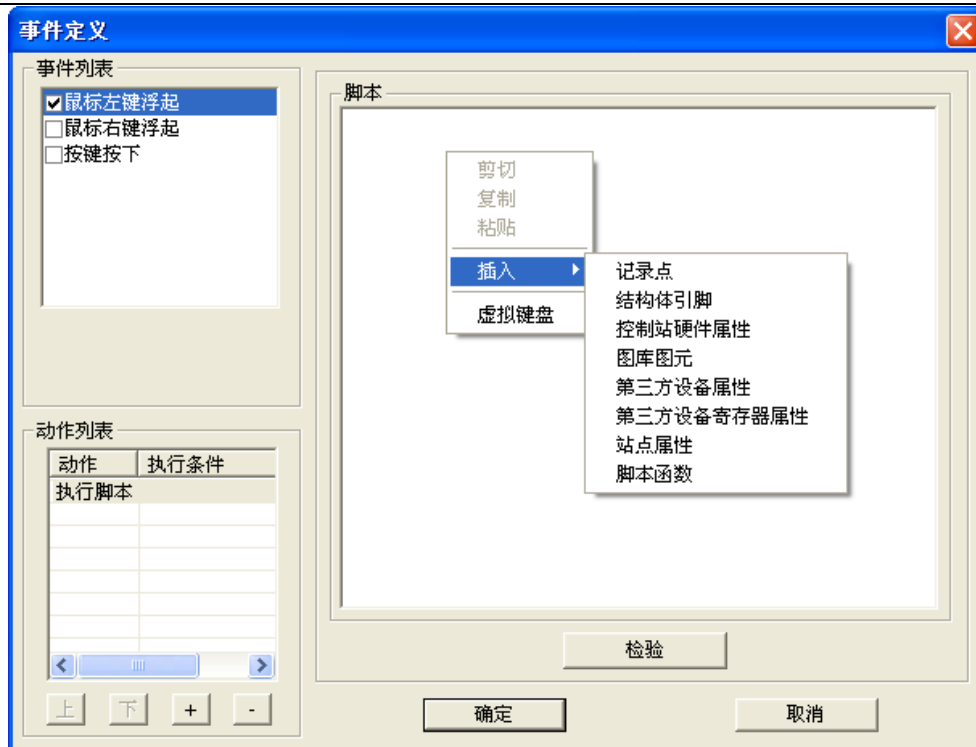 事件定义
事件列表
鼠标左键浮起
鼠标右键浮起
按键按下
脚本
剪切
复制
粘贴
插入
虚拟键盘
记录点
结构体引脚
控制站硬件属性
图库图元
第三方设备属性
第三方设备寄存器属性
站点属性
脚本函数
动作列表
动作 执行条件
执行脚本
上 下 + -
检验
确定 取消